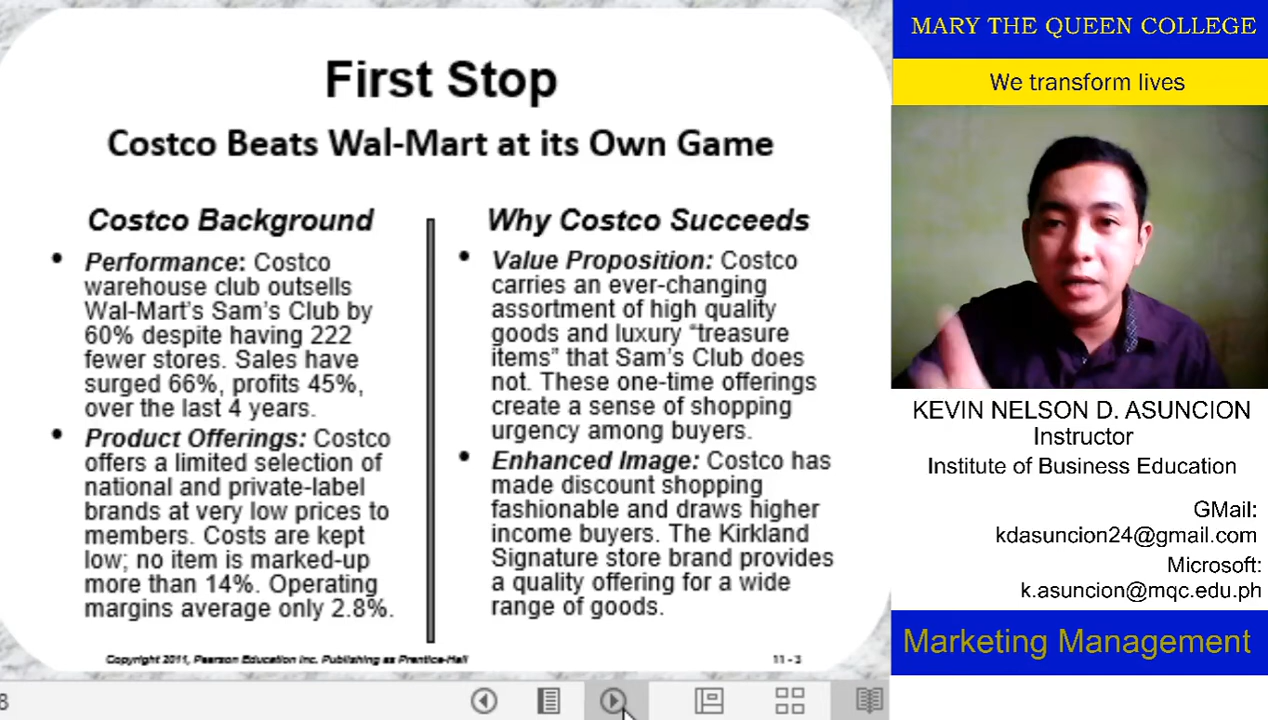 First Stop
Costco Beats Wal-Mart at its Own Game
Costco Background
• Performance: Costco
warehouse club outsells
Wal-Mart's Sam's Club by
60% despite having 222
fewer stores. Sales have
surged 66%, profits 45%,
over the last 4 years.
• Product Offerings: Costco
offers a limited selection of
national and private-label
brands at very low prices to
members. Costs are kept
low; no item is marked-up
more than 14%. Operating
margins average only 2.8%.
Why Costco Succeeds
• Value Proposition: Costco
carries an ever-changing
assortment of high quality
goods and luxury “treasure
items” that Sam's Club does
not. These one-time offerings
create a sense of shopping
urgency among buyers.
• Enhanced Image: Costco has
made discount shopping
fashionable and draws higher
income buyers. The Kirkland
Signature store brand provides
a quality offering for a wide
range of goods.
Copyright 2011, Pearson Education Inc. Publishing as Prentice-Hall
11 - 3
8
MARY THE QUEEN COLLEGE
We transform lives
KEVIN NELSON D. ASUNCION
Instructor
Institute of Business Education
GMail:
kdasuncion24@gmail.com
Microsoft:
k.asuncion@mqc.edu.ph
Marketing Management